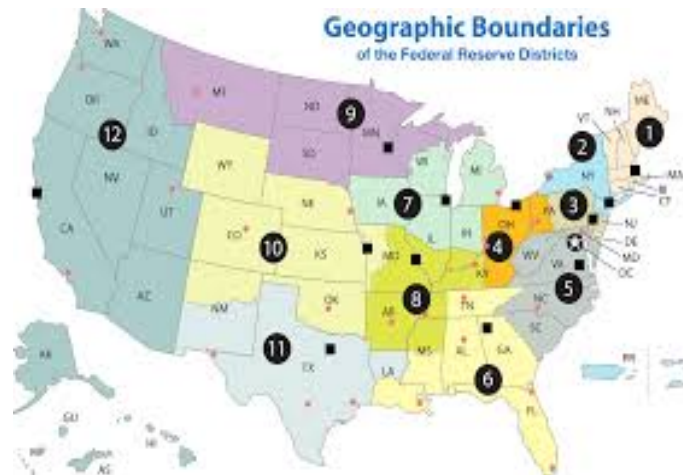 Geographic Boundaries
of the Federal Reserve Districts
WA
OR
ID
12
NV
CA
UT
AZ
MT
ND
9
MN
SD
WY
NE
CO
10
KS
OK
NM
11
TX
WI
MI
IA
7
IL
IN
MO
8
AR
KY
TN
MS
LA
AL
GA
6
FL
OH
4
PA
3
WV
VA
5
NC
SC
NY
2
VT
NH
ME
1
MA
RI
CT
NJ
DE
MD
DC
AK
GU
HI
AS
PR